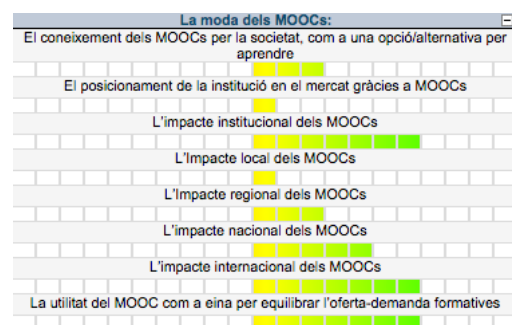 La moda dels MOOCs:
El coneixement dels MOOCs per la societat, com a una opció/alternativa per
aprendre
El posicionament de la institució en el mercat gràcies a MOOCs
L'impacte institucional dels MOOCs
L'Impacte local dels MOOCs
L'Impacte regional dels MOOCs
L'impacte nacional dels MOOCs
L'impacte internacional dels MOOCs
La utilitat del MOOC com a eina per equilibrar l'oferta-demanda formatives